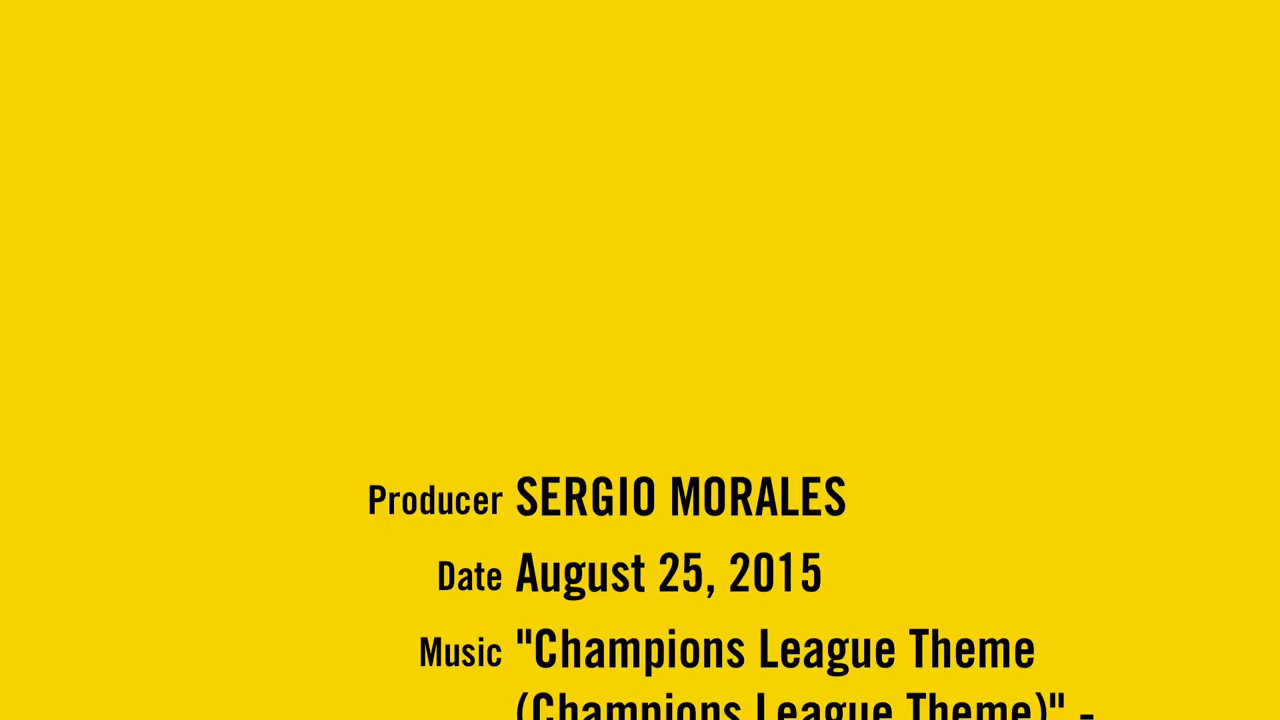 Producer SERGIO MORALES
Date August 25, 2015
Music "Champions League Theme
(Champions League Theme)" -